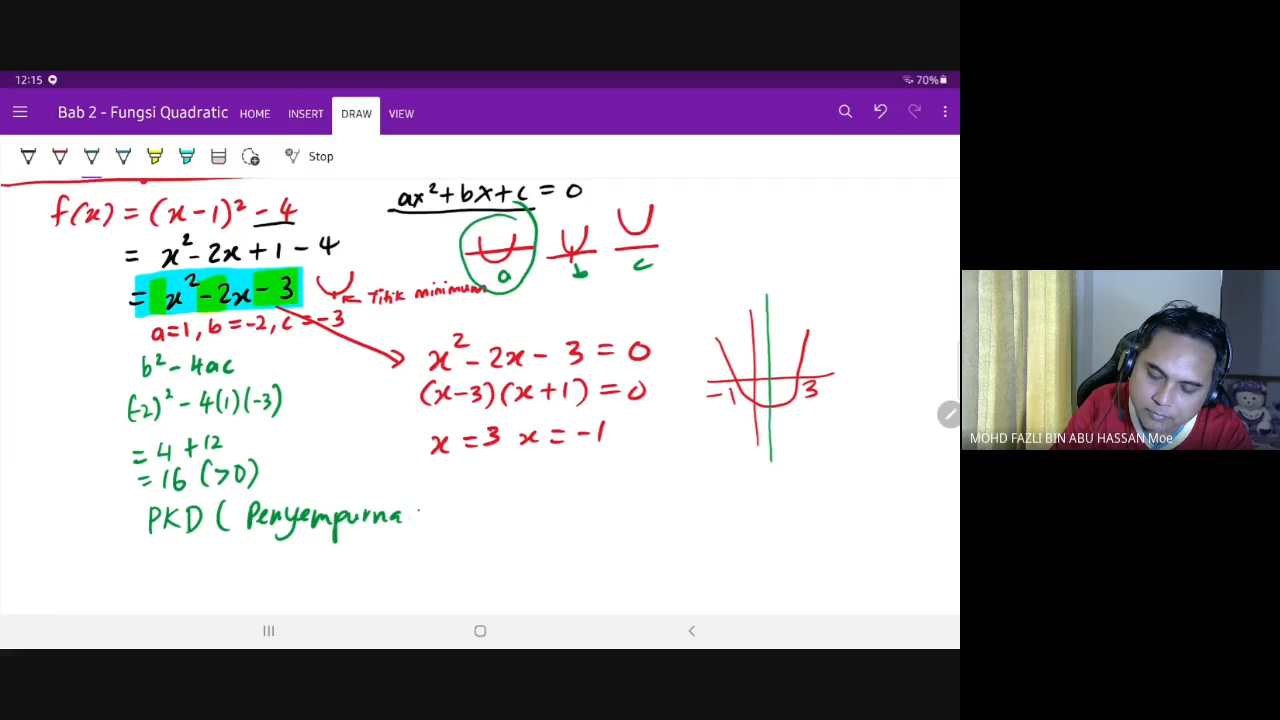 12:15 70%
Bab 2 - Fungsi Quadratic HOME INSERT DRAW VIEW
Stop
ax² + bx + c = 0
f(x) = (x-1)² - 4
= x² - 2x + 1 - 4
= x² - 2x - 3
a b c
Titik minimum
a=1, b=-2, c=-3
b² - 4ac
(-2)² - 4(1)(-3)
= 4 + 12
= 16 (>0)
PKD ( Penyempurna
x² - 2x - 3 = 0
(x-3)(x+1) = 0
x = 3 x = -1
-1 3
MOHD FAZLI BIN ABU HASSAN Moe